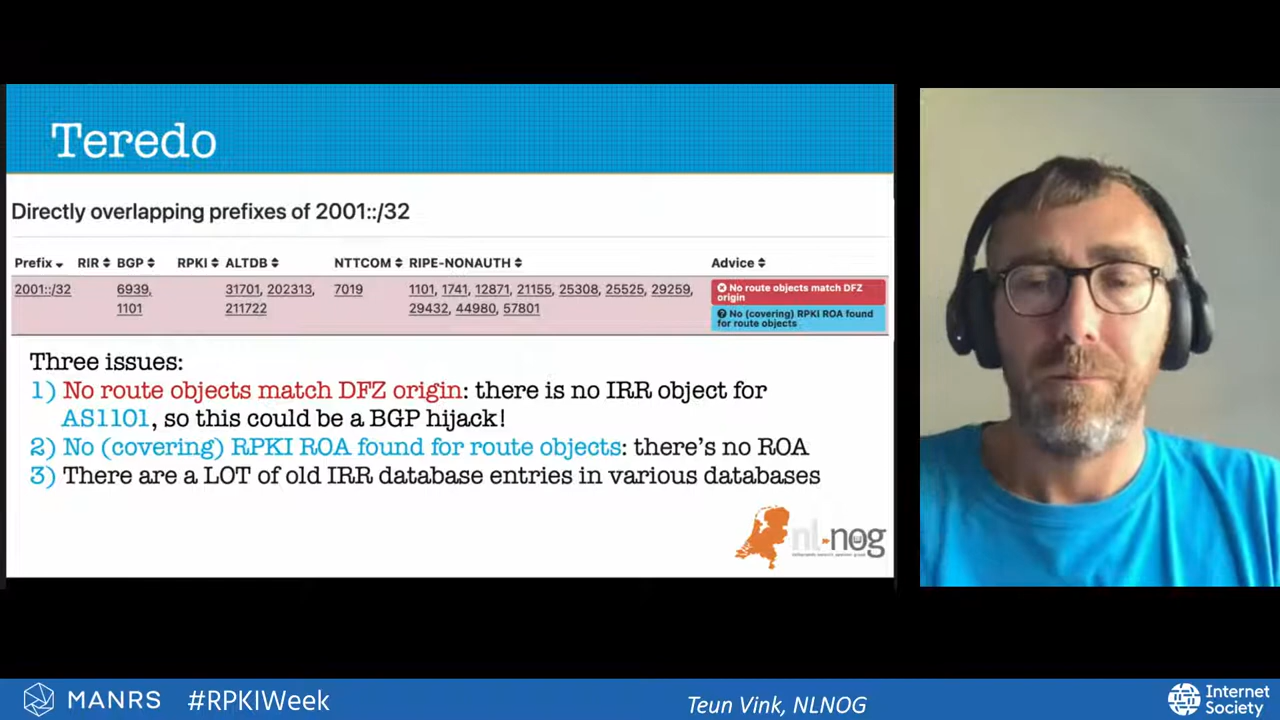 Teredo
Directly overlapping prefixes of 2001::/32
Prefix RIR BGP RPKI ALTDB NTTCOM RIPE-NONAUTH Advice
2001::/32 6939, 31701, 202313, 7019 1101, 1741, 12871, 21155, 25308, 25525, 29259, No route objects match DFZ
origin
1101 211722 29432, 44980, 57801 No (covering) RPKI ROA found
for route objects
Three issues:
1) No route objects match DFZ origin: there is no IRR object for
AS1101, so this could be a BGP hijack!
2) No (covering) RPKI ROA found for route objects: there's no ROA
3) There are a LOT of old IRR database entries in various databases
nl nog
MANRS #RPKIWeek Teun Vink, NLNOG Internet
Society